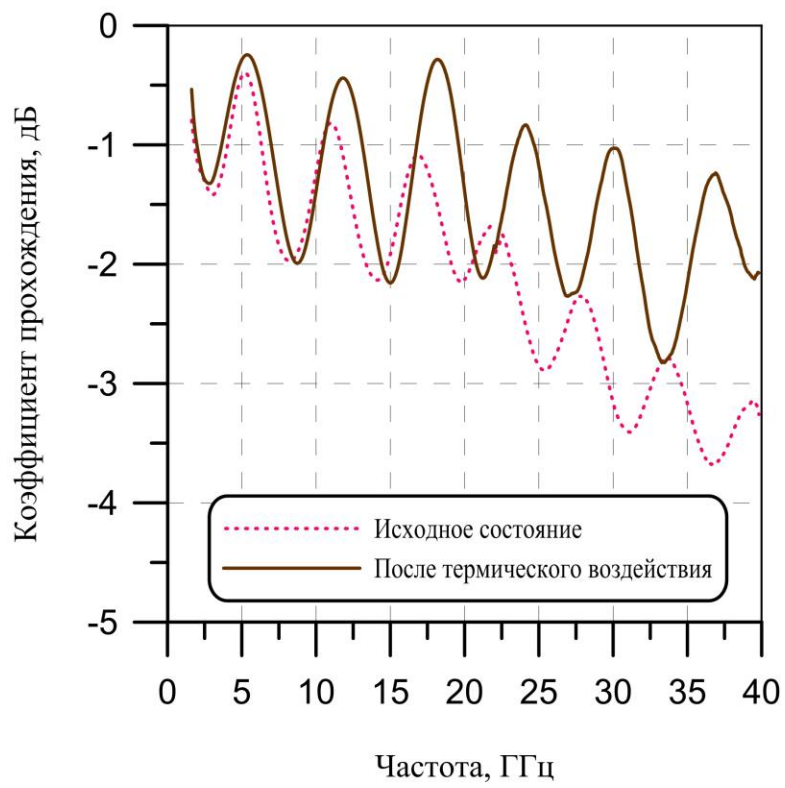 Коэффициент прохождения, дБ
0
-1
-2
-3
-4
-5
Исходное состояние
После термического воздействия
0 5 10 15 20 25 30 35 40
Частота, ГГц